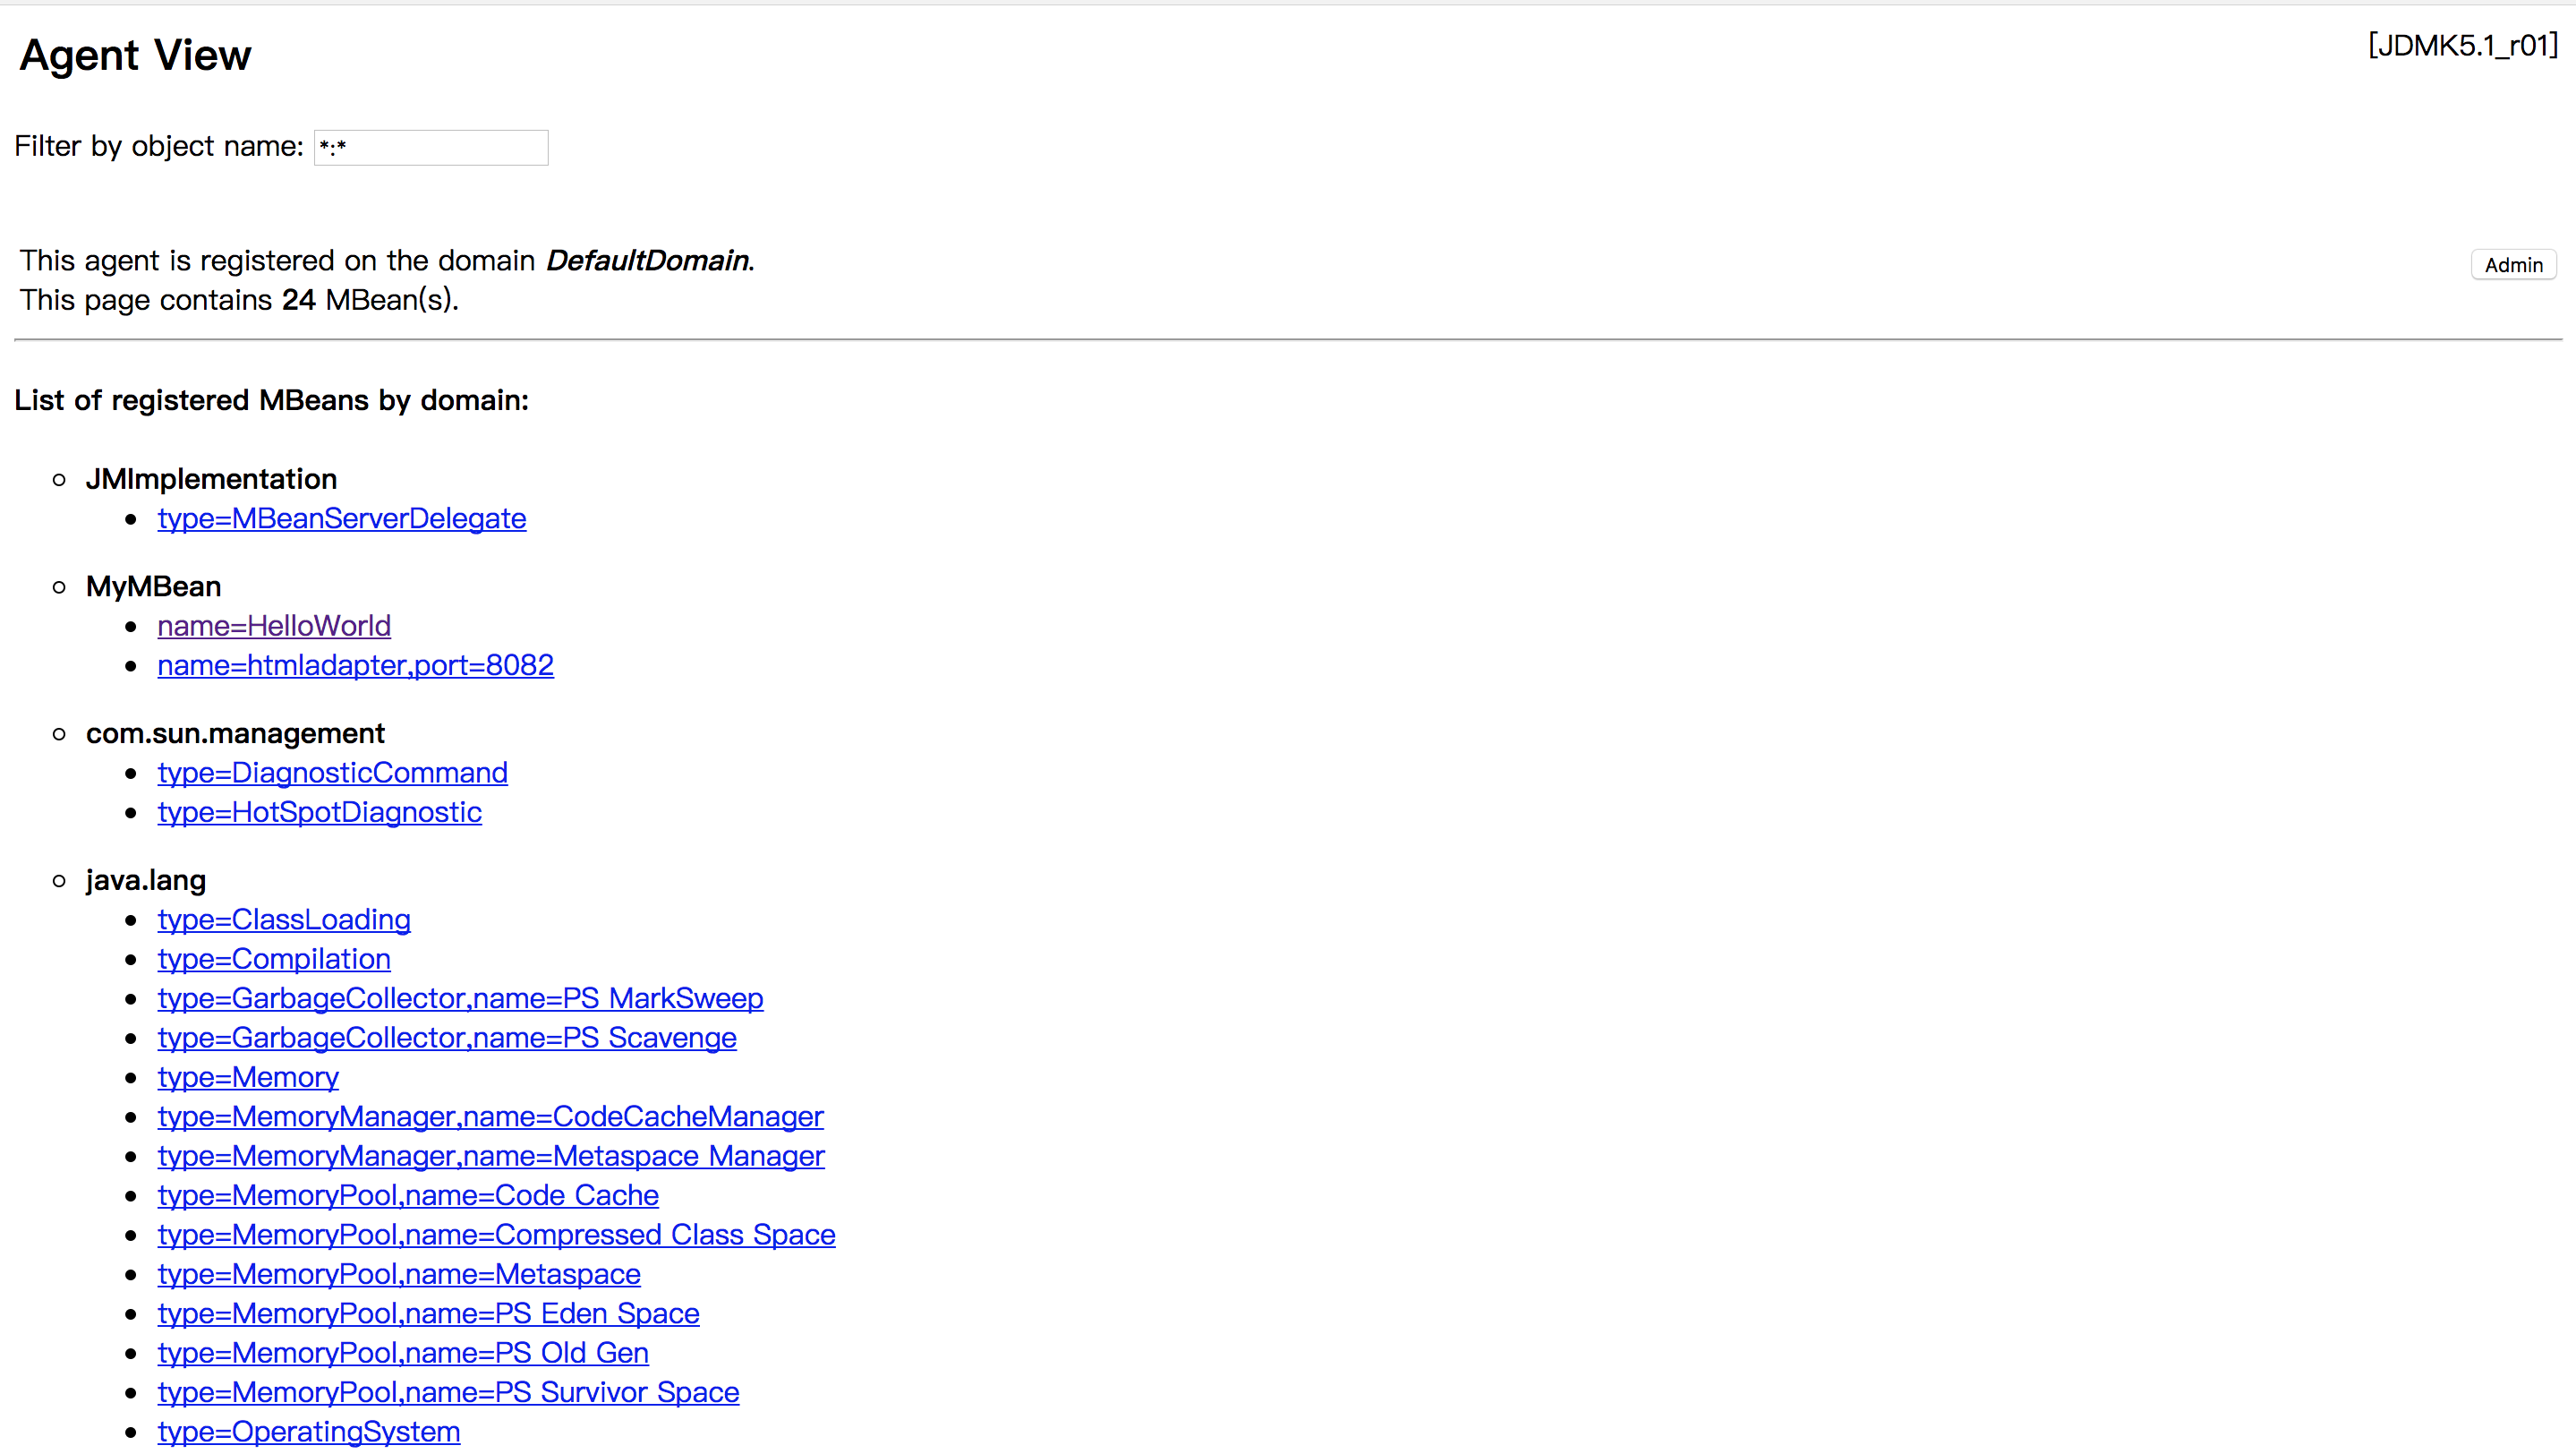 Agent View
[JDMK5.1_r01]
Filter by object name: *:*
This agent is registered on the domain DefaultDomain.
Admin
This page contains 24 MBean(s).
List of registered MBeans by domain:
JMImplementation
type=MBeanServerDelegate
MyMBean
name=HelloWorld
name=htmladapter,port=8082
com.sun.management
type=DiagnosticCommand
type=HotSpotDiagnostic
java.lang
type=ClassLoading
type=Compilation
type=GarbageCollector,name=PS MarkSweep
type=GarbageCollector,name=PS Scavenge
type=Memory
type=MemoryManager,name=CodeCacheManager
type=MemoryManager,name=Metaspace Manager
type=MemoryPool,name=Code Cache
type=MemoryPool,name=Compressed Class Space
type=MemoryPool,name=Metaspace
type=MemoryPool,name=PS Eden Space
type=MemoryPool,name=PS Old Gen
type=MemoryPool,name=PS Survivor Space
type=OperatingSystem